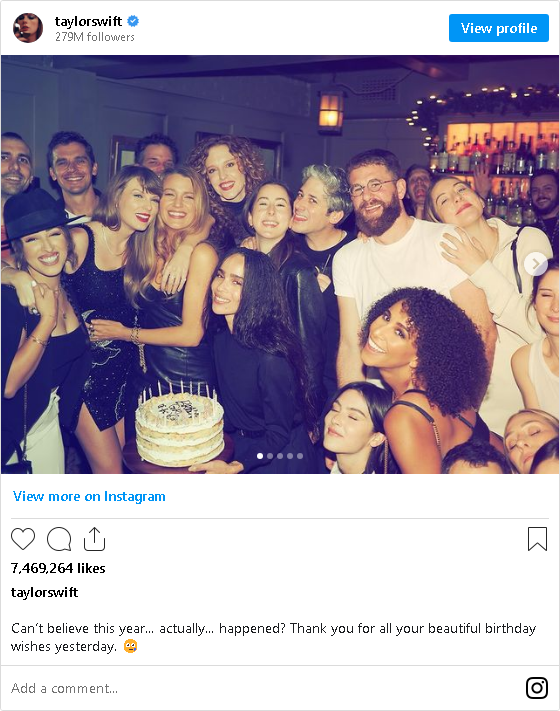 taylorswift
279M followers
View profile
View more on Instagram
7,469,264 likes
taylorswift
Can't believe this year... actually... happened? Thank you for all your beautiful birthday
wishes yesterday. 🥹
Add a comment...